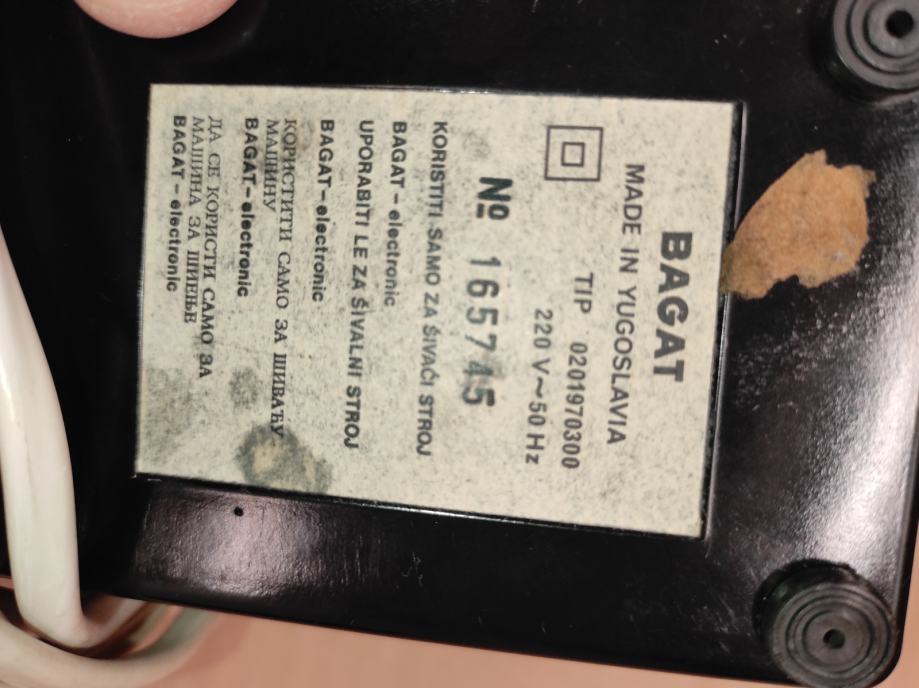 BAGAT
MADE IN YUGOSLAVIA
TIP 0201970300
220 V~50 Hz
№ 165745
KORISTITI SAMO ZA ŠIVAĆI STROJ
BAGAT - electronic
UPORABITI LE ZA ŠIVALNI STROJ
BAGAT-electronic
КОРИСТИТИ САМО ЗА ШИВАЋУ
МАШИНУ
BAGAT-electronic
ДА СЕ КОРИСТИ САМО ЗА
МАШИНА ЗА ШИЕЊЕ
BAGAT-electronic